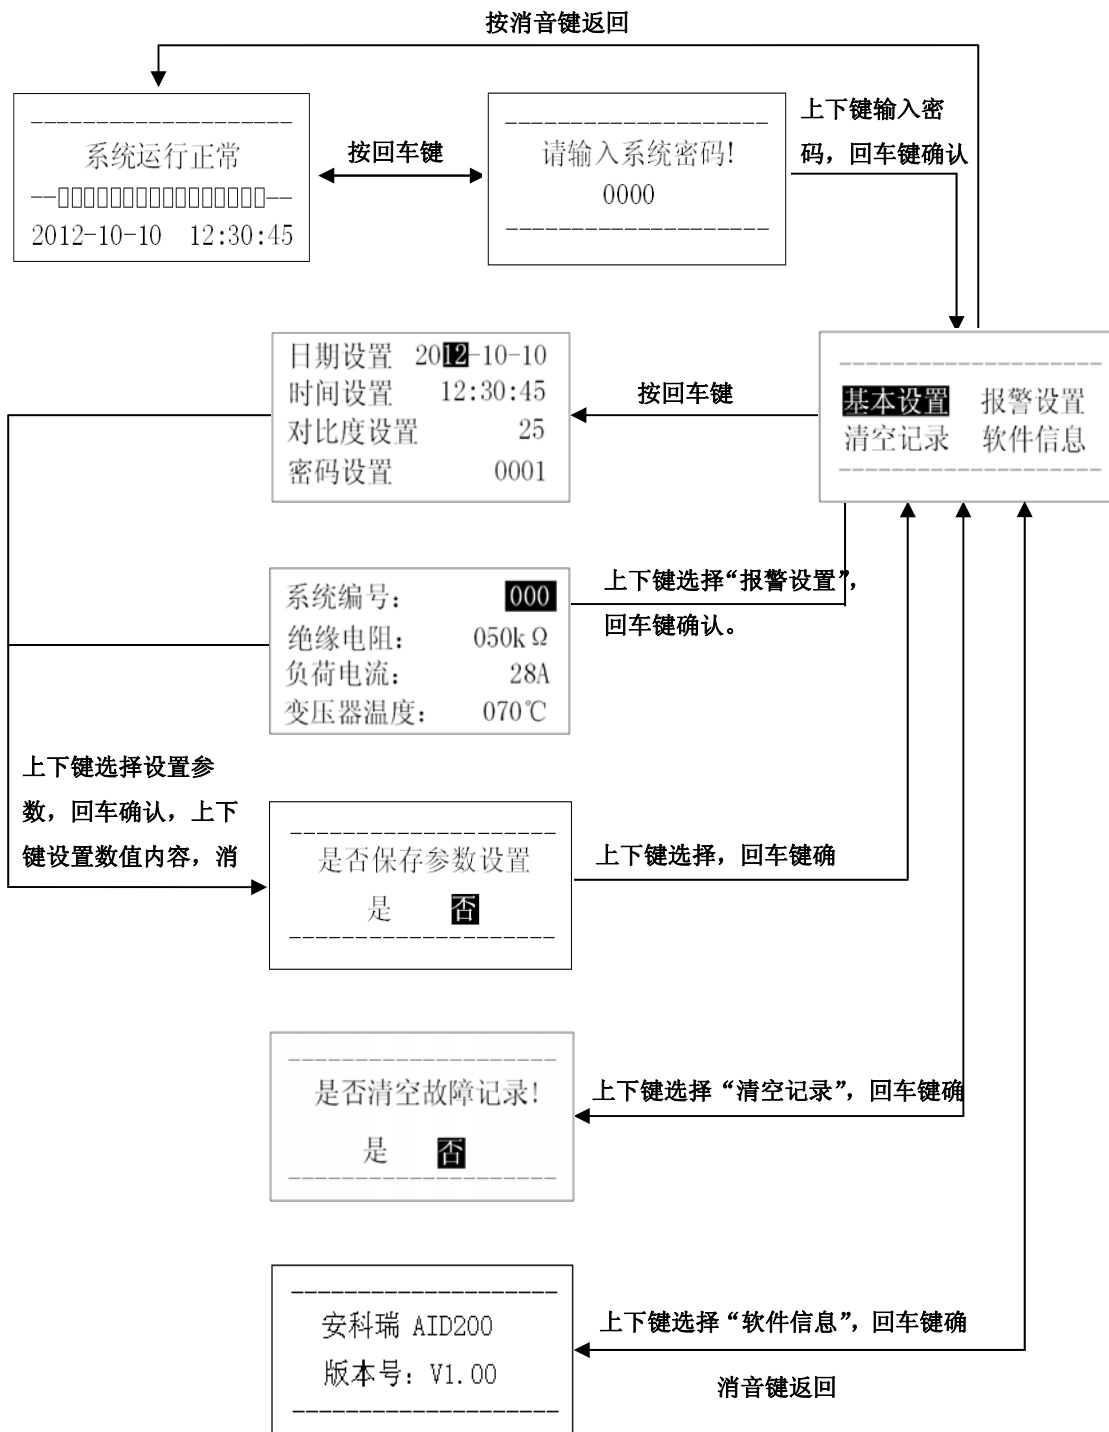 按消音键返回
--------------------
系统运行正常
--▯▯▯▯▯▯▯▯▯▯▯▯▯▯▯▯--
2012-10-10 12:30:45
按回车键
--------------------
请输入系统密码!
0000
--------------------
上下键输入密
码，回车键确认
日期设置 2012-10-10
时间设置 12:30:45
对比度设置 25
密码设置 0001
按回车键
--------------------
基本设置 报警设置
清空记录 软件信息
--------------------
系统编号： 000
绝缘电阻： 050kΩ
负荷电流： 28A
变压器温度： 070℃
上下键选择“报警设置”，
回车键确认。
上下键选择设置参
数，回车确认，上下
键设置数值内容，消
--------------------
是否保存参数设置
是 否
--------------------
上下键选择，回车键确
--------------------
是否清空故障记录!
是 否
--------------------
上下键选择“清空记录”，回车键确
--------------------
安科瑞 AID200
版本号：V1.00
--------------------
上下键选择“软件信息”，回车键确
消音键返回